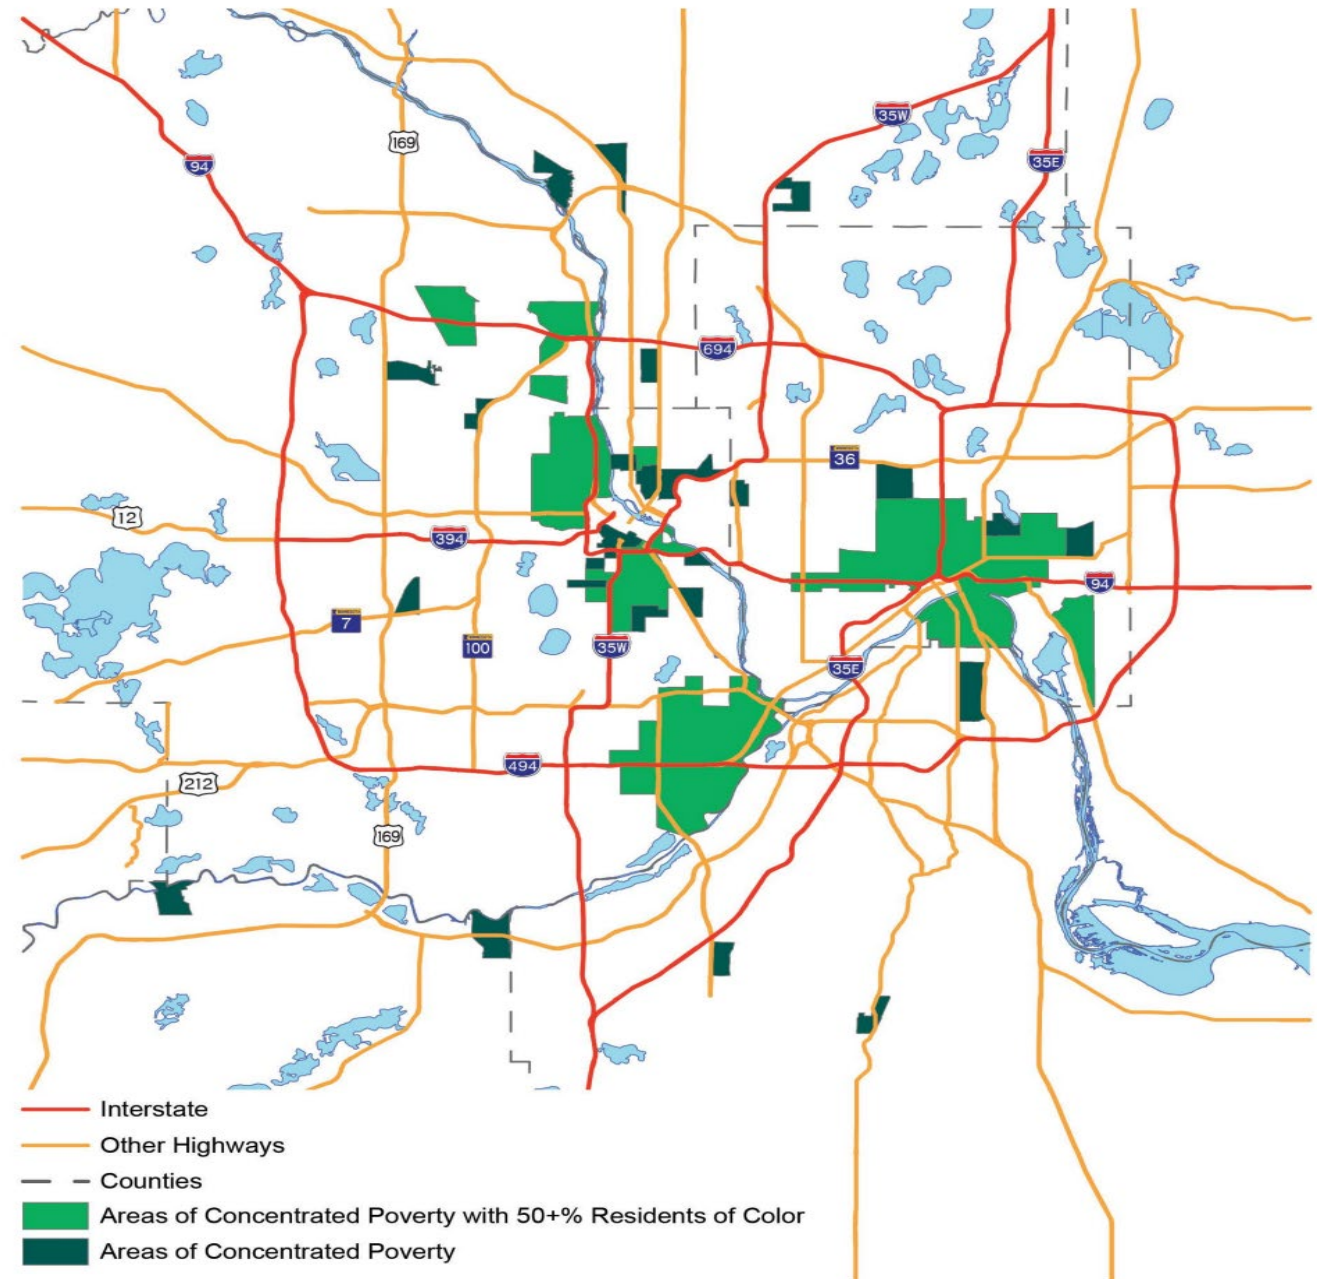 35W
169
35E
94
694
36
12
394
94
7
100
35W
35E
494
212
169
Interstate
Other Highways
Counties
Areas of Concentrated Poverty with 50+% Residents of Color
Areas of Concentrated Poverty